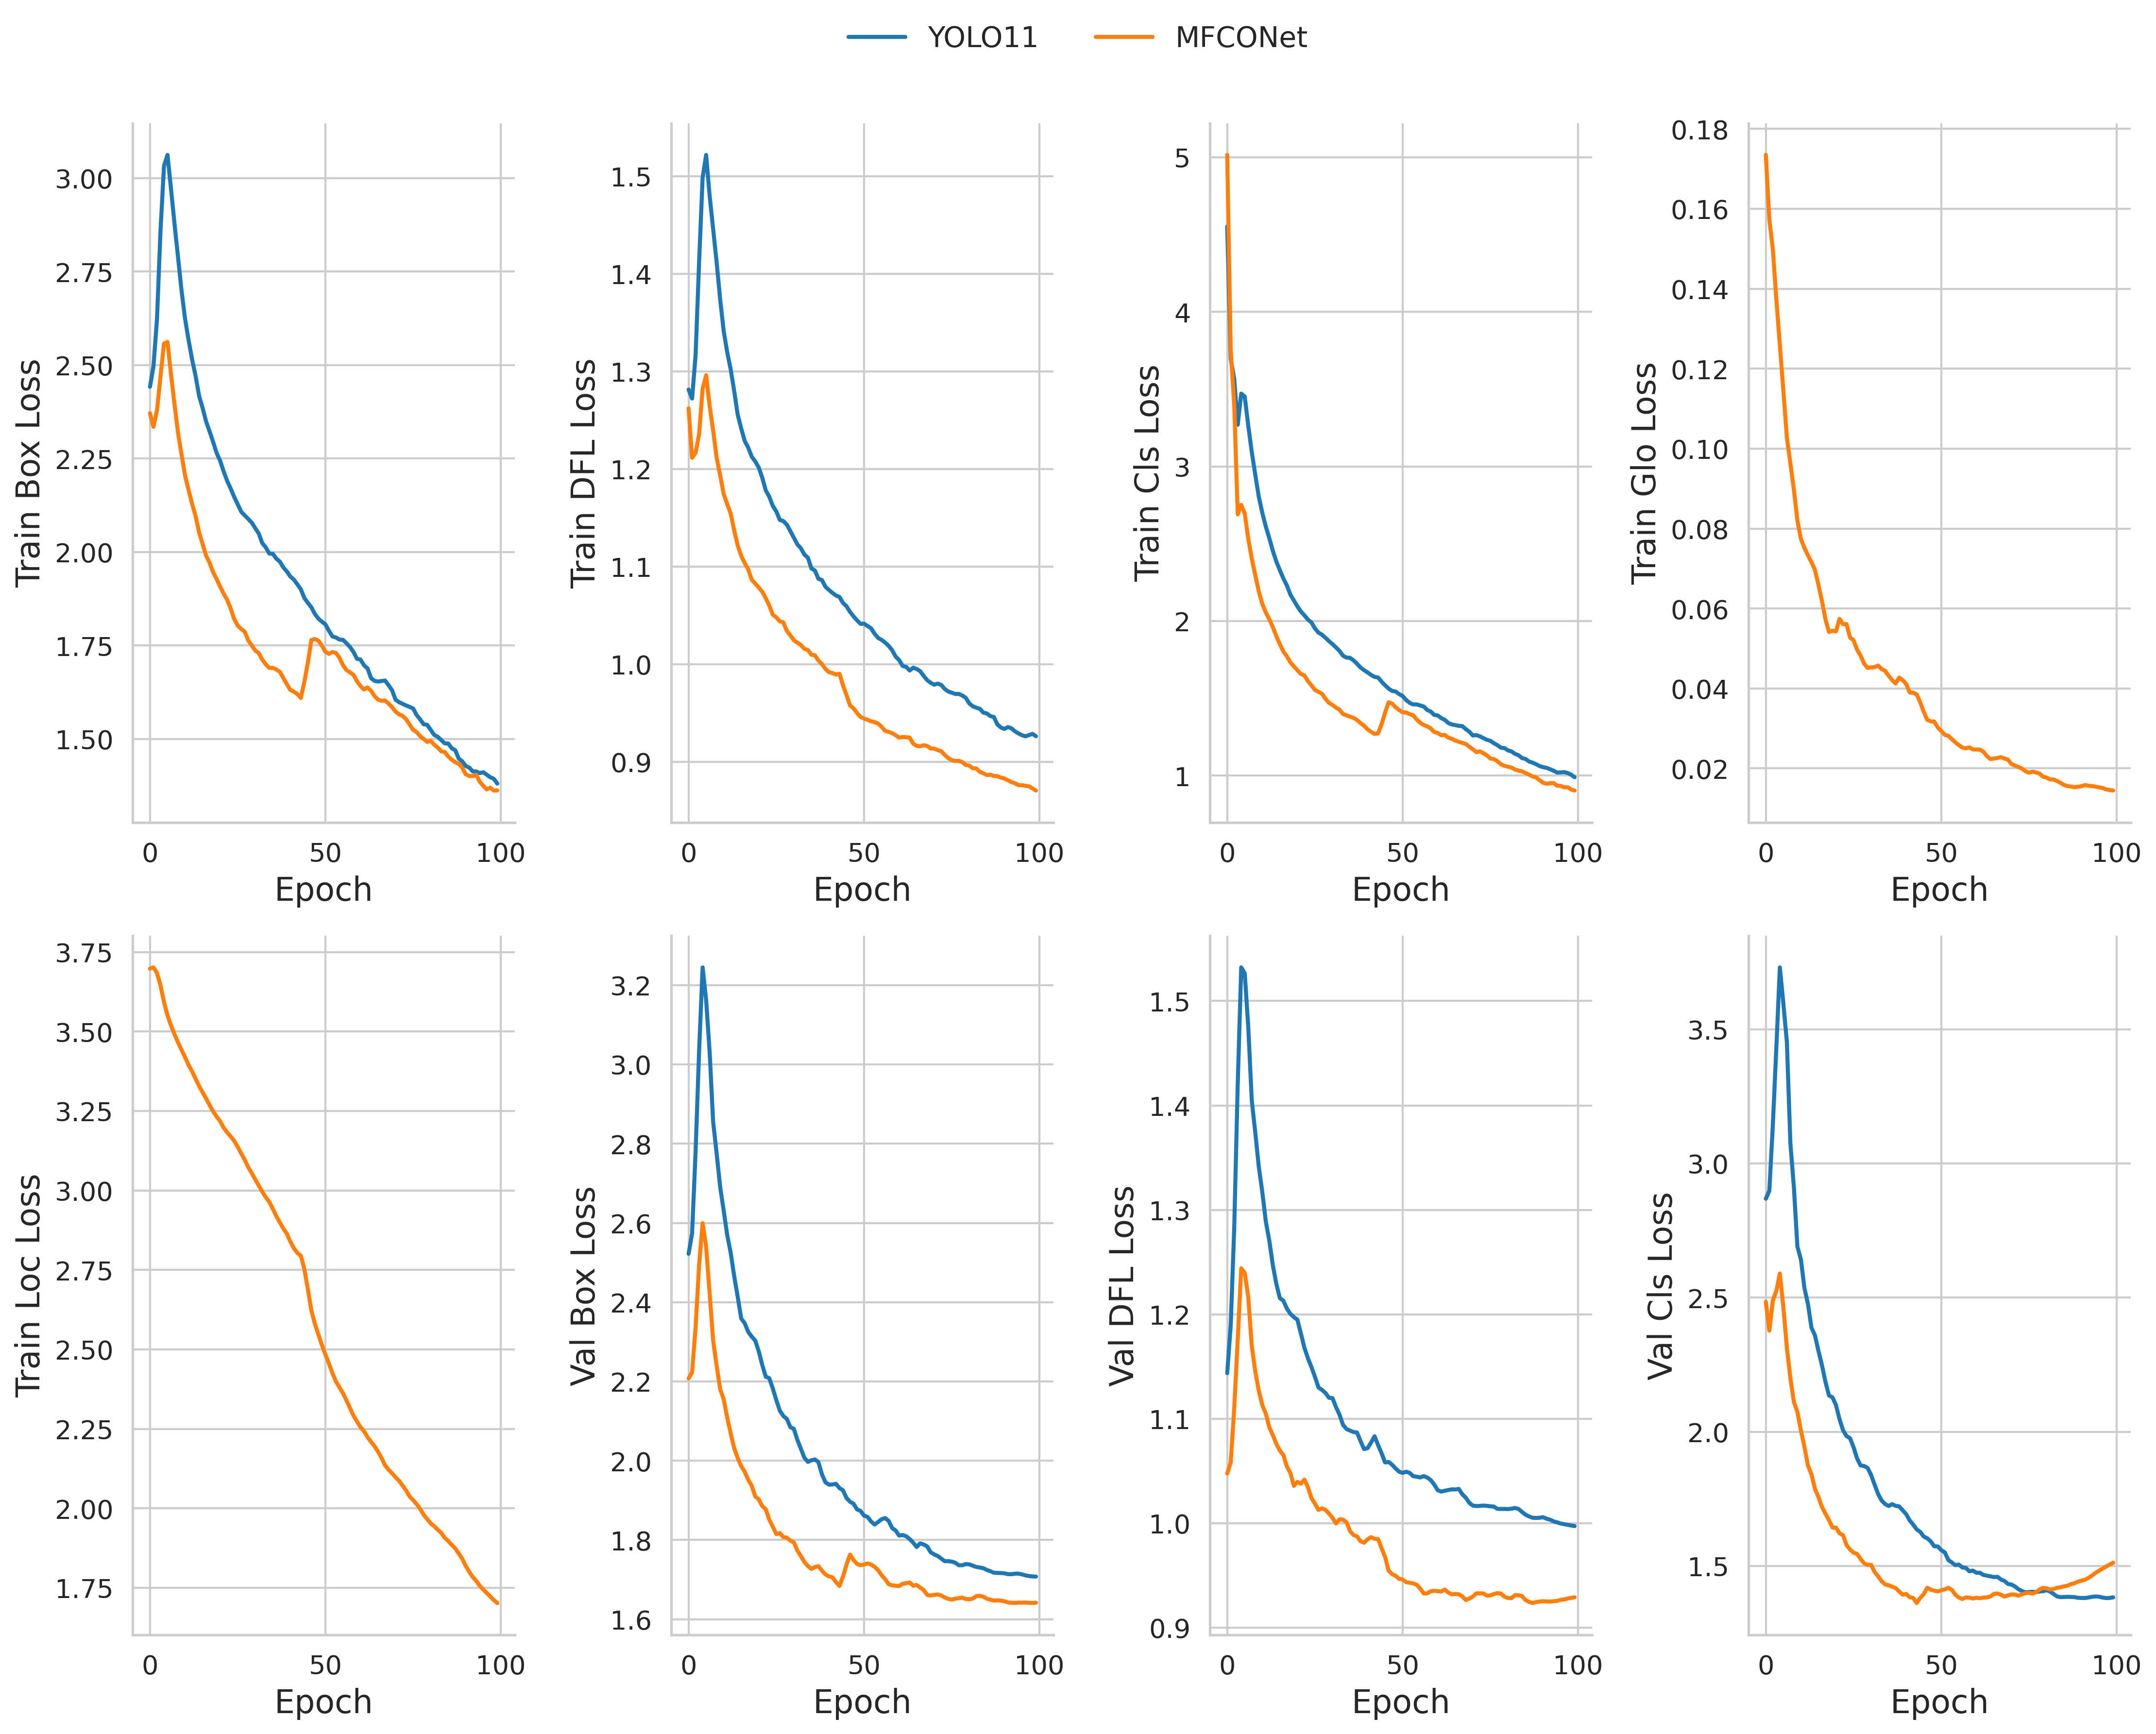 YOLO11 MFCONet
Train Box Loss
3.00
2.75
2.50
2.25
2.00
1.75
1.50
0 50 100
Epoch
Train DFL Loss
1.5
1.4
1.3
1.2
1.1
1.0
0.9
0 50 100
Epoch
Train Cls Loss
5
4
3
2
1
0 50 100
Epoch
Train Glo Loss
0.18
0.16
0.14
0.12
0.10
0.08
0.06
0.04
0.02
0 50 100
Epoch
Train Loc Loss
3.75
3.50
3.25
3.00
2.75
2.50
2.25
2.00
1.75
0 50 100
Epoch
Val Box Loss
3.2
3.0
2.8
2.6
2.4
2.2
2.0
1.8
1.6
0 50 100
Epoch
Val DFL Loss
1.5
1.4
1.3
1.2
1.1
1.0
0.9
0 50 100
Epoch
Val Cls Loss
3.5
3.0
2.5
2.0
1.5
0 50 100
Epoch